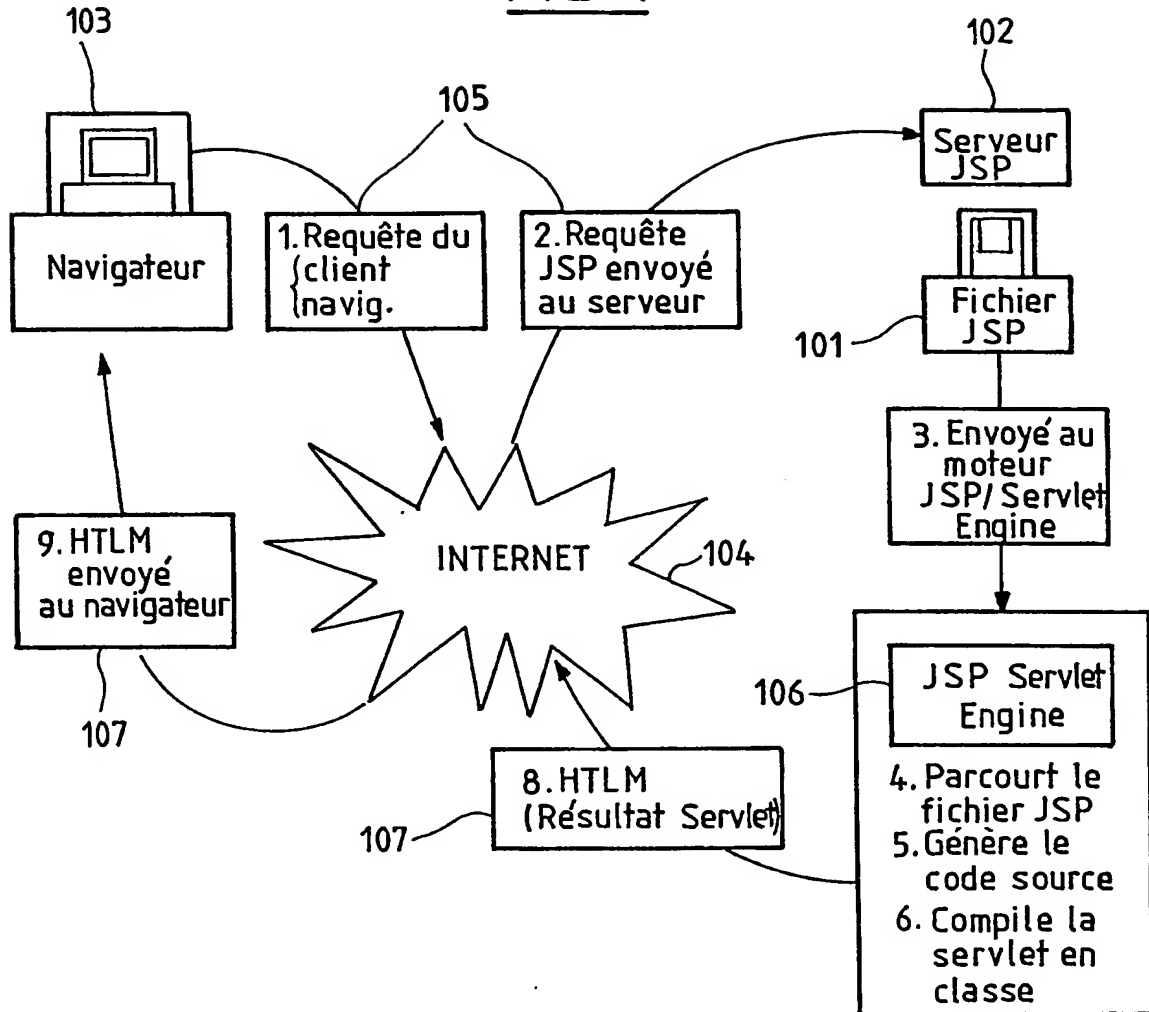 103
105
102
Serveur
JSP
Navigateur
1. Requête du
client
navig.
2. Requête
JSP envoyé
au serveur
Fichier
JSP
101
3. Envoyé au
moteur
JSP/Servlet
Engine
INTERNET
104
9. HTLM
envoyé
au navigateur
107
JSP Servlet
Engine
106
8. HTLM
(Résultat Servlet)
107
4. Parcourt le
fichier JSP
5. Génère le
code source
6. Compile la
servlet en
classe